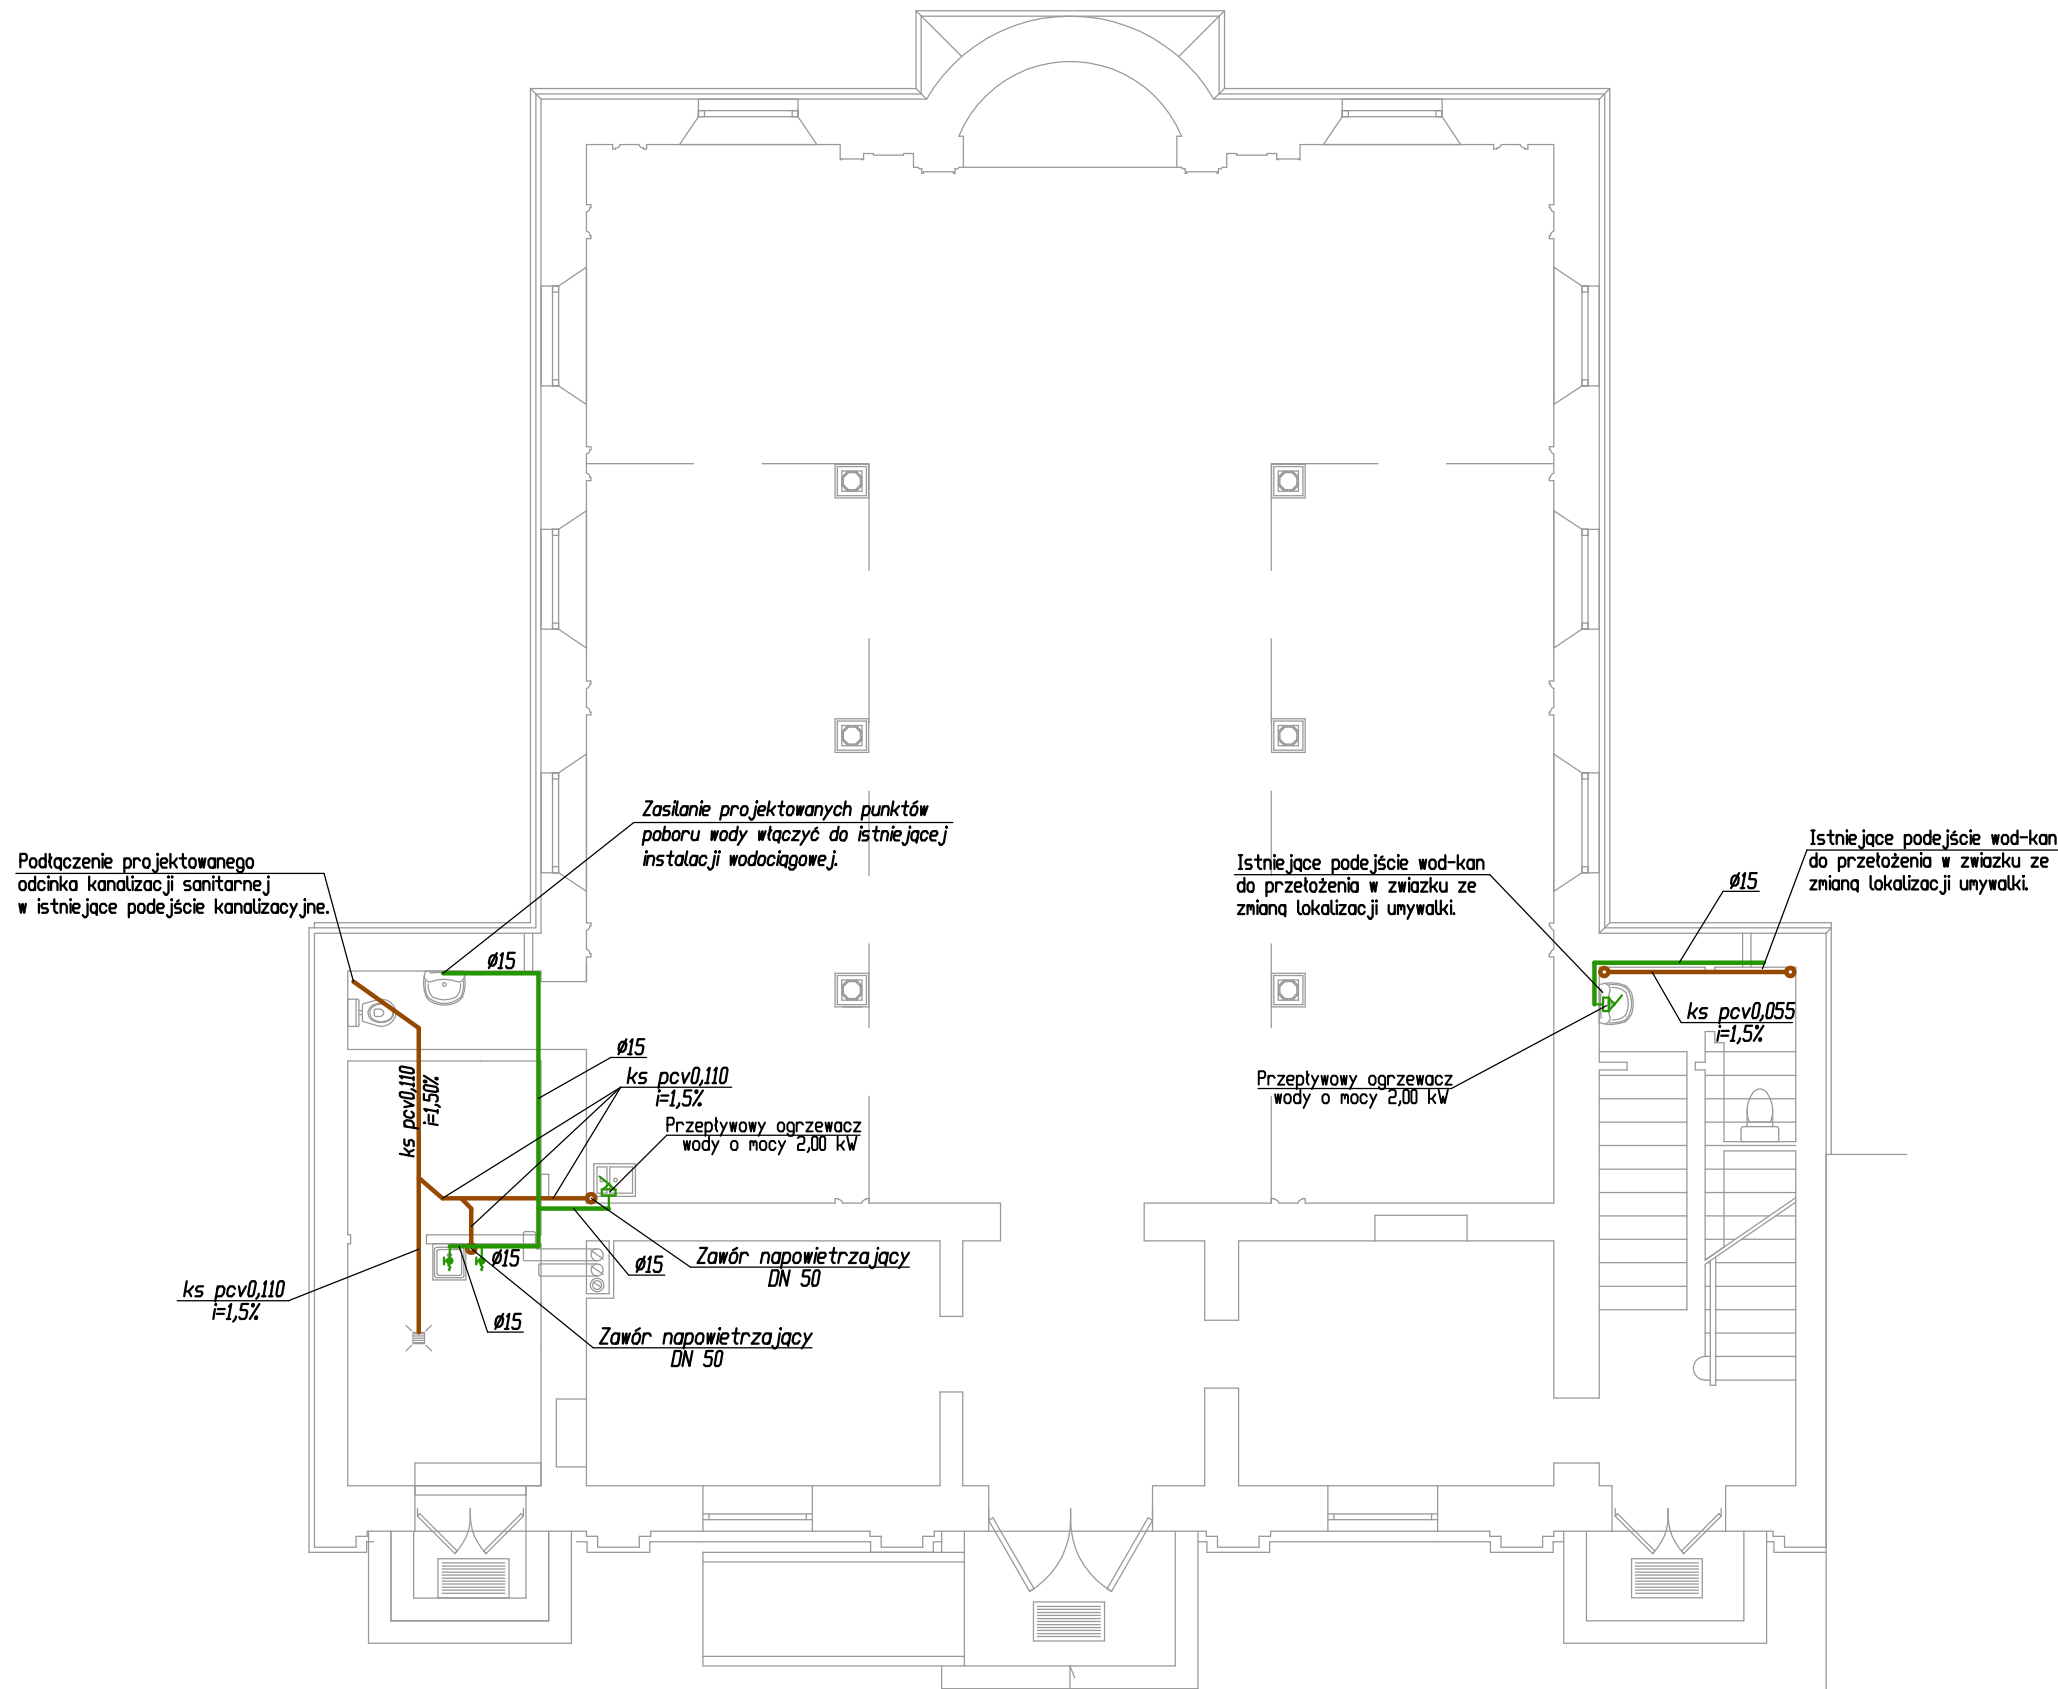 Zasilanie projektowanych punktów
poboru wody włączyć do istniejącej
instalacji wodociągowej.
Podłączenie projektowanego
odcinka kanalizacji sanitarnej
w istniejące podejście kanalizacyjne.
Istniejące podejście wod-kan
do przełożenia w zwiazku ze
zmianą lokalizacji umywalki.
Istniejące podejście wod-kan
do przełożenia w zwiazku ze
zmianą lokalizacji umywalki.
ø15
ø15
ks pcv0,055
i=1,5%
ø15
ks pcv0,110
i=1,5%
ks pcv0,110
i=1,50%
Przepływowy ogrzewacz
wody o mocy 2,00 kW
Przepływowy ogrzewacz
wody o mocy 2,00 kW
ø15
ø15
Zawór napowietrzający
DN 50
ks pcv0,110
i=1,5%
ø15
Zawór napowietrzający
DN 50